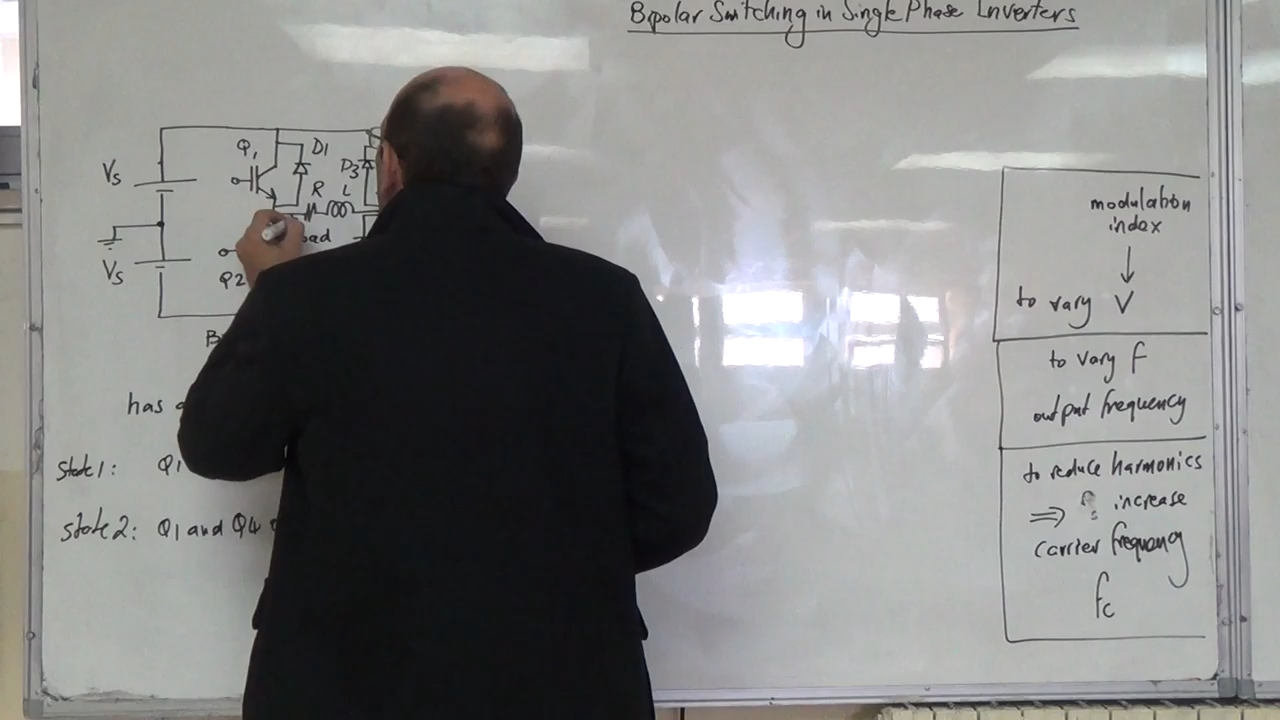 Bipolar Switching in Single Phase Inverters
Q1
D1
D3
Vs
R
L
Vs
Q2
has
State 1: Q1
State 2: Q1 and Q4
modulation
index
to vary V
to vary f
output frequency
to reduce harmonics
⇒ increase
carrier frequency
fc